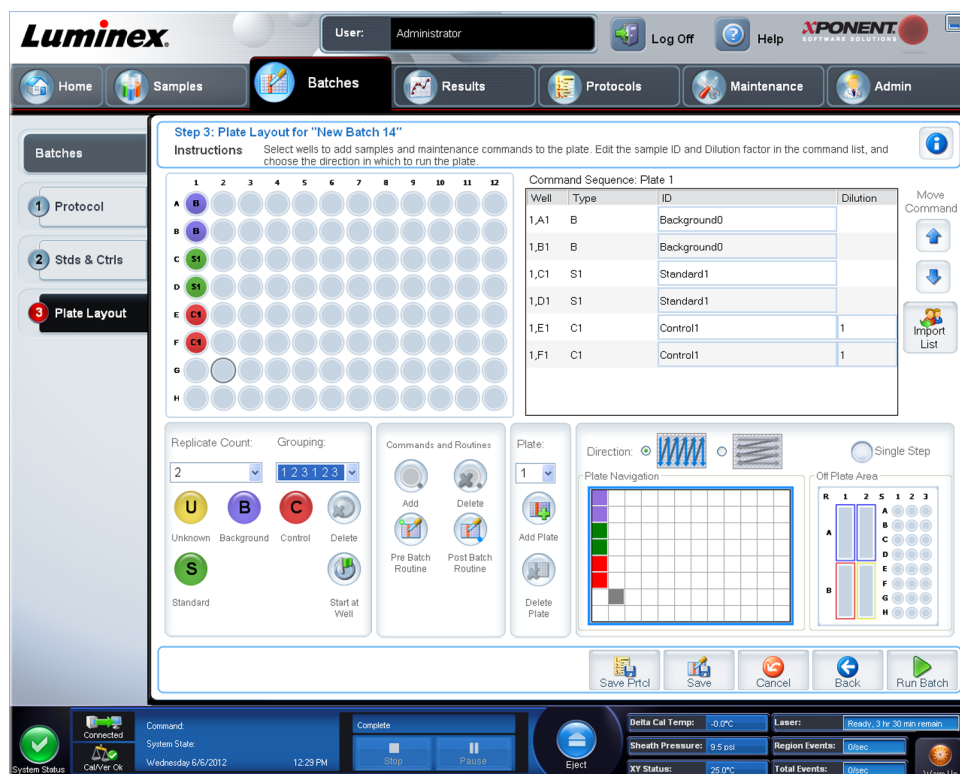 Luminex.
User:
Administrator
Log Off
Help
XPONENT.
SOFTWARE SOLUTIONS
Home
Samples
Batches
Results
Protocols
Maintenance
Admin
Batches
1 Protocol
2 Stds & Ctrls
3 Plate Layout
Step 3: Plate Layout for "New Batch 14"
Instructions
Select wells to add samples and maintenance commands to the plate. Edit the sample ID and Dilution factor in the command list, and
choose the direction in which to run the plate.
1 2 3 4 5 6 7 8 9 10 11 12
A B
B B
C S1
D S1
E C1
F C1
G
H
Command Sequence: Plate 1
Well Type ID Dilution
1,A1 B Background0
1,B1 B Background0
1,C1 S1 Standard1
1,D1 S1 Standard1
1,E1 C1 Control1 1
1,F1 C1 Control1 1
Move
Command
Import
List
Replicate Count: Grouping:
2 1 2 3 1 2 3
U B C
Unknown Background Control Delete
S
Standard
Start at
Well
Commands and Routines
Add Delete
Pre Batch
Routine
Post Batch
Routine
Plate:
1
Add Plate
Delete
Plate
Direction:
Single Step
Plate Navigation
Off Plate Area
R 1 2 S 1 2 3
A
B
A
B
C
D
E
F
G
H
Save Prtcl
Save
Cancel
Back
Run Batch
System Status
Connected
Cal/Ver Ok
Command:
System State:
Wednesday 6/6/2012 12:29 PM
Complete
Stop
Pause
Eject
Delta Cal Temp: -0.0°C
Sheath Pressure: 9.5 psi
XY Status: 25.0°C
Laser: Ready, 3 hr 30 min remain
Region Events: 0/sec
Total Events: 0/sec
Warm Up